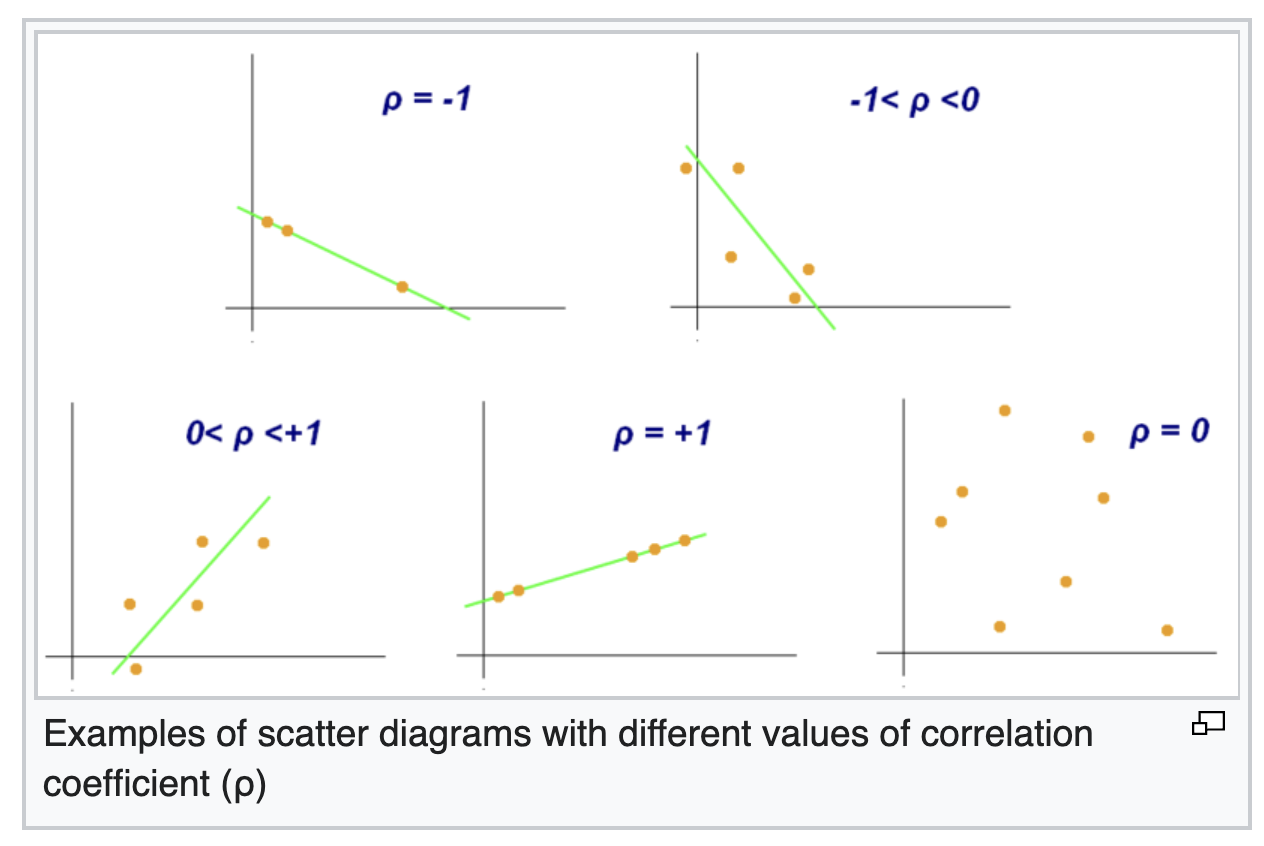 ρ = -1
-1< ρ <0
0< ρ <+1
ρ = +1
ρ = 0
Examples of scatter diagrams with different values of correlation
coefficient (ρ)